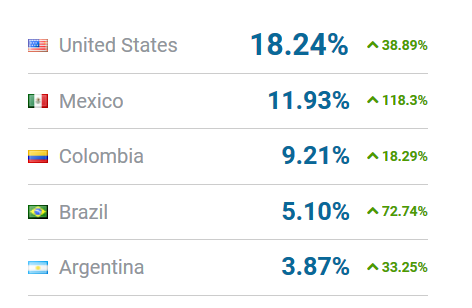 United States 18.24% 38.89%
Mexico 11.93% 118.3%
Colombia 9.21% 18.29%
Brazil 5.10% 72.74%
Argentina 3.87% 33.25%